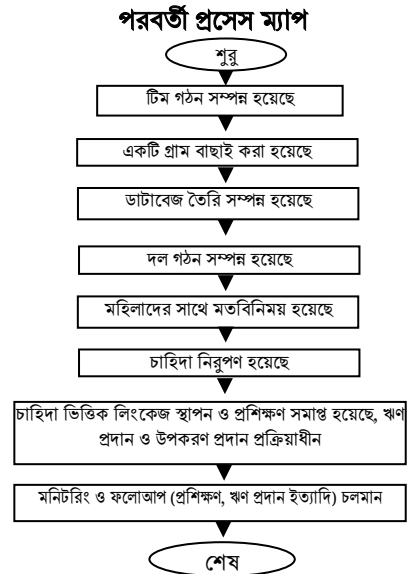 পরবর্তী প্রসেস ম্যাপ
শুরু
টিম গঠন সম্পন্ন হয়েছে
একটি গ্রাম বাছাই করা হয়েছে
ডাটাবেজ তৈরি সম্পন্ন হয়েছে
দল গঠন সম্পন্ন হয়েছে
মহিলাদের সাথে মতবিনিময় হয়েছে
চাহিদা নিরুপণ হয়েছে
চাহিদা ভিত্তিক লিংকেজ স্থাপন ও প্রশিক্ষণ সমাপ্ত হয়েছে, ঋণ
প্রদান ও উপকরণ প্রদান প্রক্রিয়াধীন
মনিটরিং ও ফলোআপ (প্রশিক্ষণ, ঋণ প্রদান ইত্যাদি) চলমান
শেষ